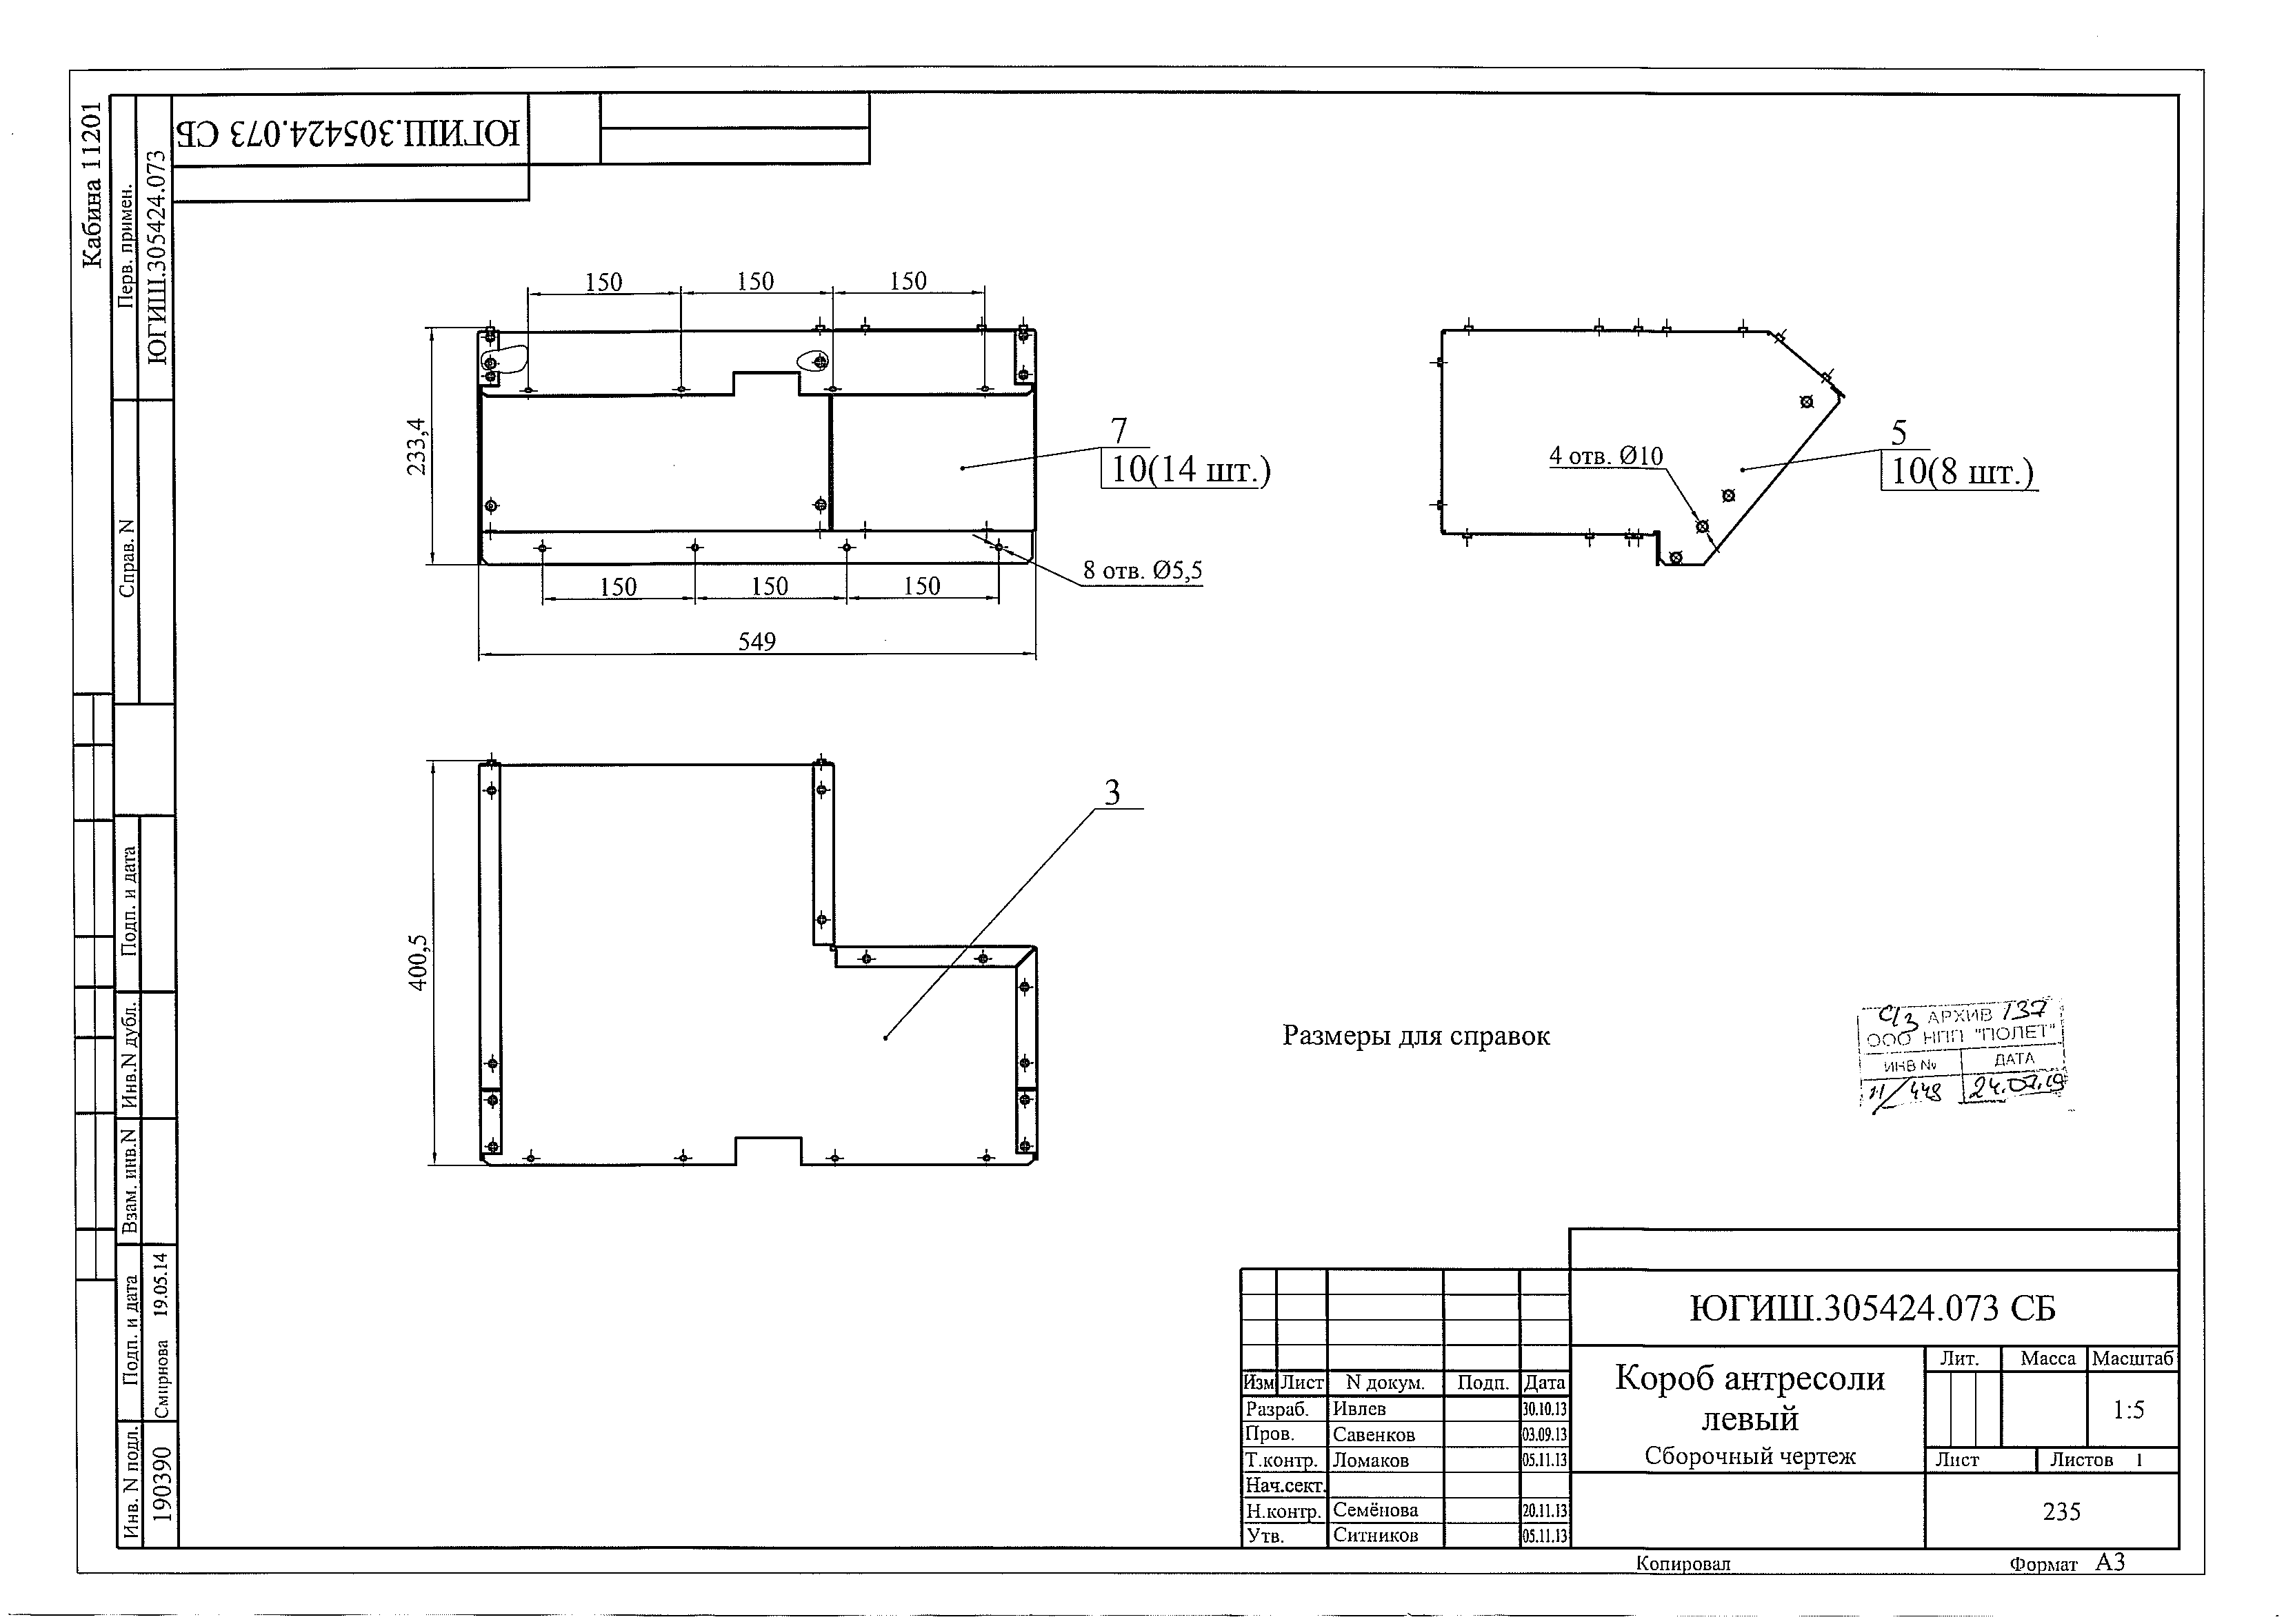 Кабина 11201
Перв. примен.
ЮГИШ.305424.073
Справ. N
Подп. и дата
Инв.N дубл.
Взам. инв.N
Подп. и дата
Смирнова 19.05.14
Инв. N подл.
190390
ЮГИШ.305424.073 СБ
150
150
150
233,4
7
10(14 шт.)
8 отв. Ø5,5
150
150
150
549
4 отв. Ø10
5
10(8 шт.)
400,5
3
Размеры для справок
АРХИВ 137
ООО НПП "ПОЛЕТ"
ИНВ № ДАТА
11/448 24.07.19
ЮГИШ.305424.073 СБ
Изм Лист N докум. Подп. Дата
Разраб. Ивлев 30.10.13
Пров. Савенков 03.09.13
Т.контр. Ломаков 05.11.13
Нач.сект.
Н.контр. Семёнова 20.11.13
Утв. Ситников 05.11.13
Короб антресоли
левый
Сборочный чертеж
Лит. Масса Масштаб
1:5
Лист Листов 1
235
Копировал Формат А3